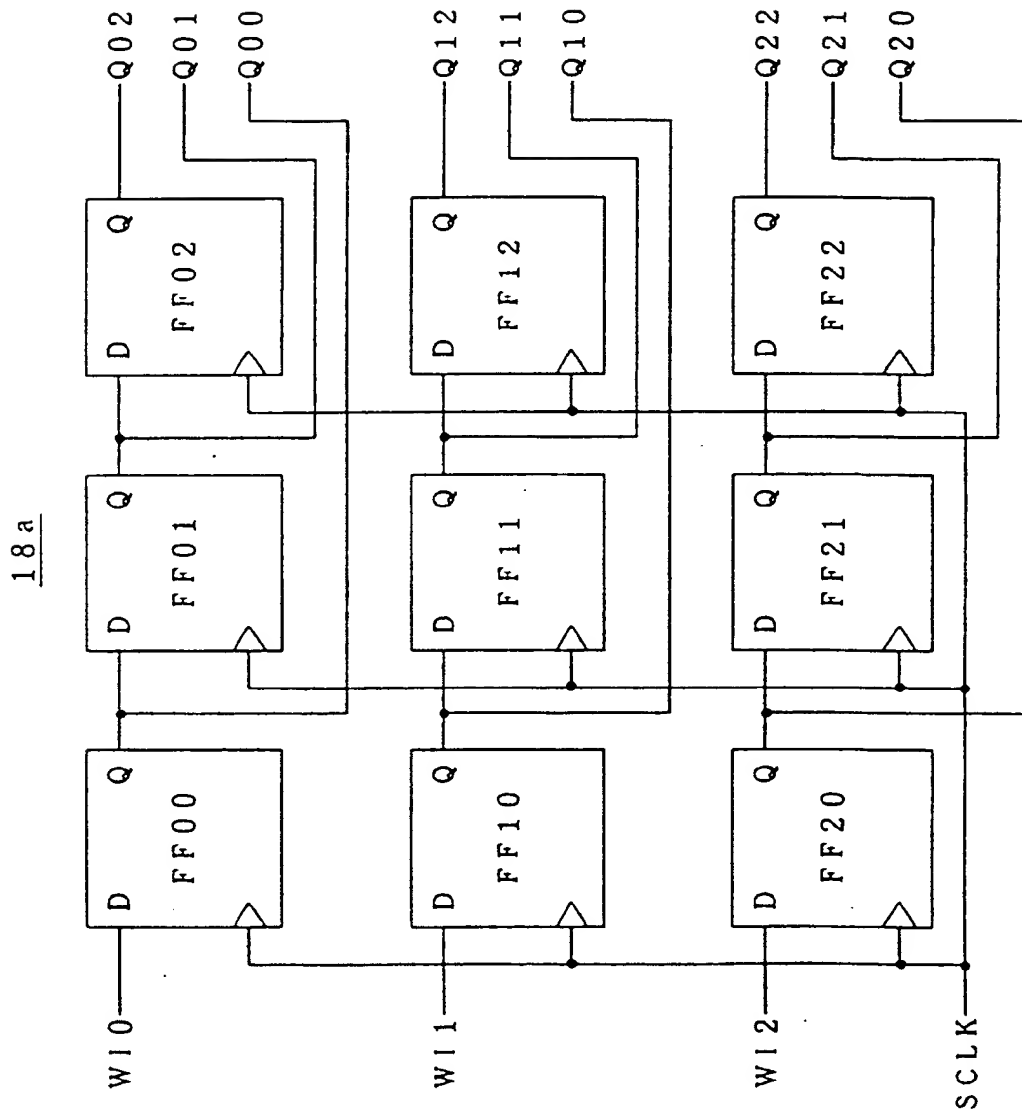 18a
WI0 D Q D Q D Q Q02
FF00 FF01 FF02 Q01
Q00
WI1 D Q D Q D Q Q12
FF10 FF11 FF12 Q11
Q10
WI2 D Q D Q D Q Q22
FF20 FF21 FF22 Q21
Q20
SCLK